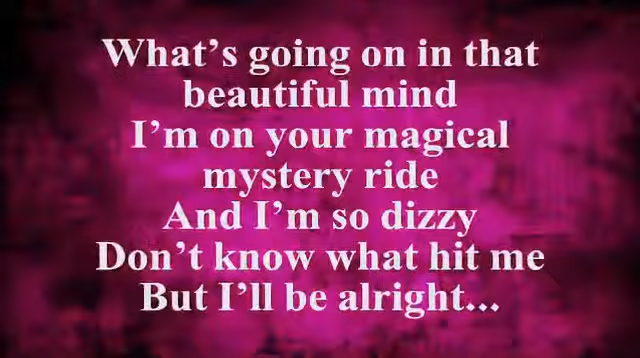 What’s going on in that
beautiful mind
I’m on your magical
mystery ride
And I’m so dizzy
Don’t know what hit me
But I’ll be alright...